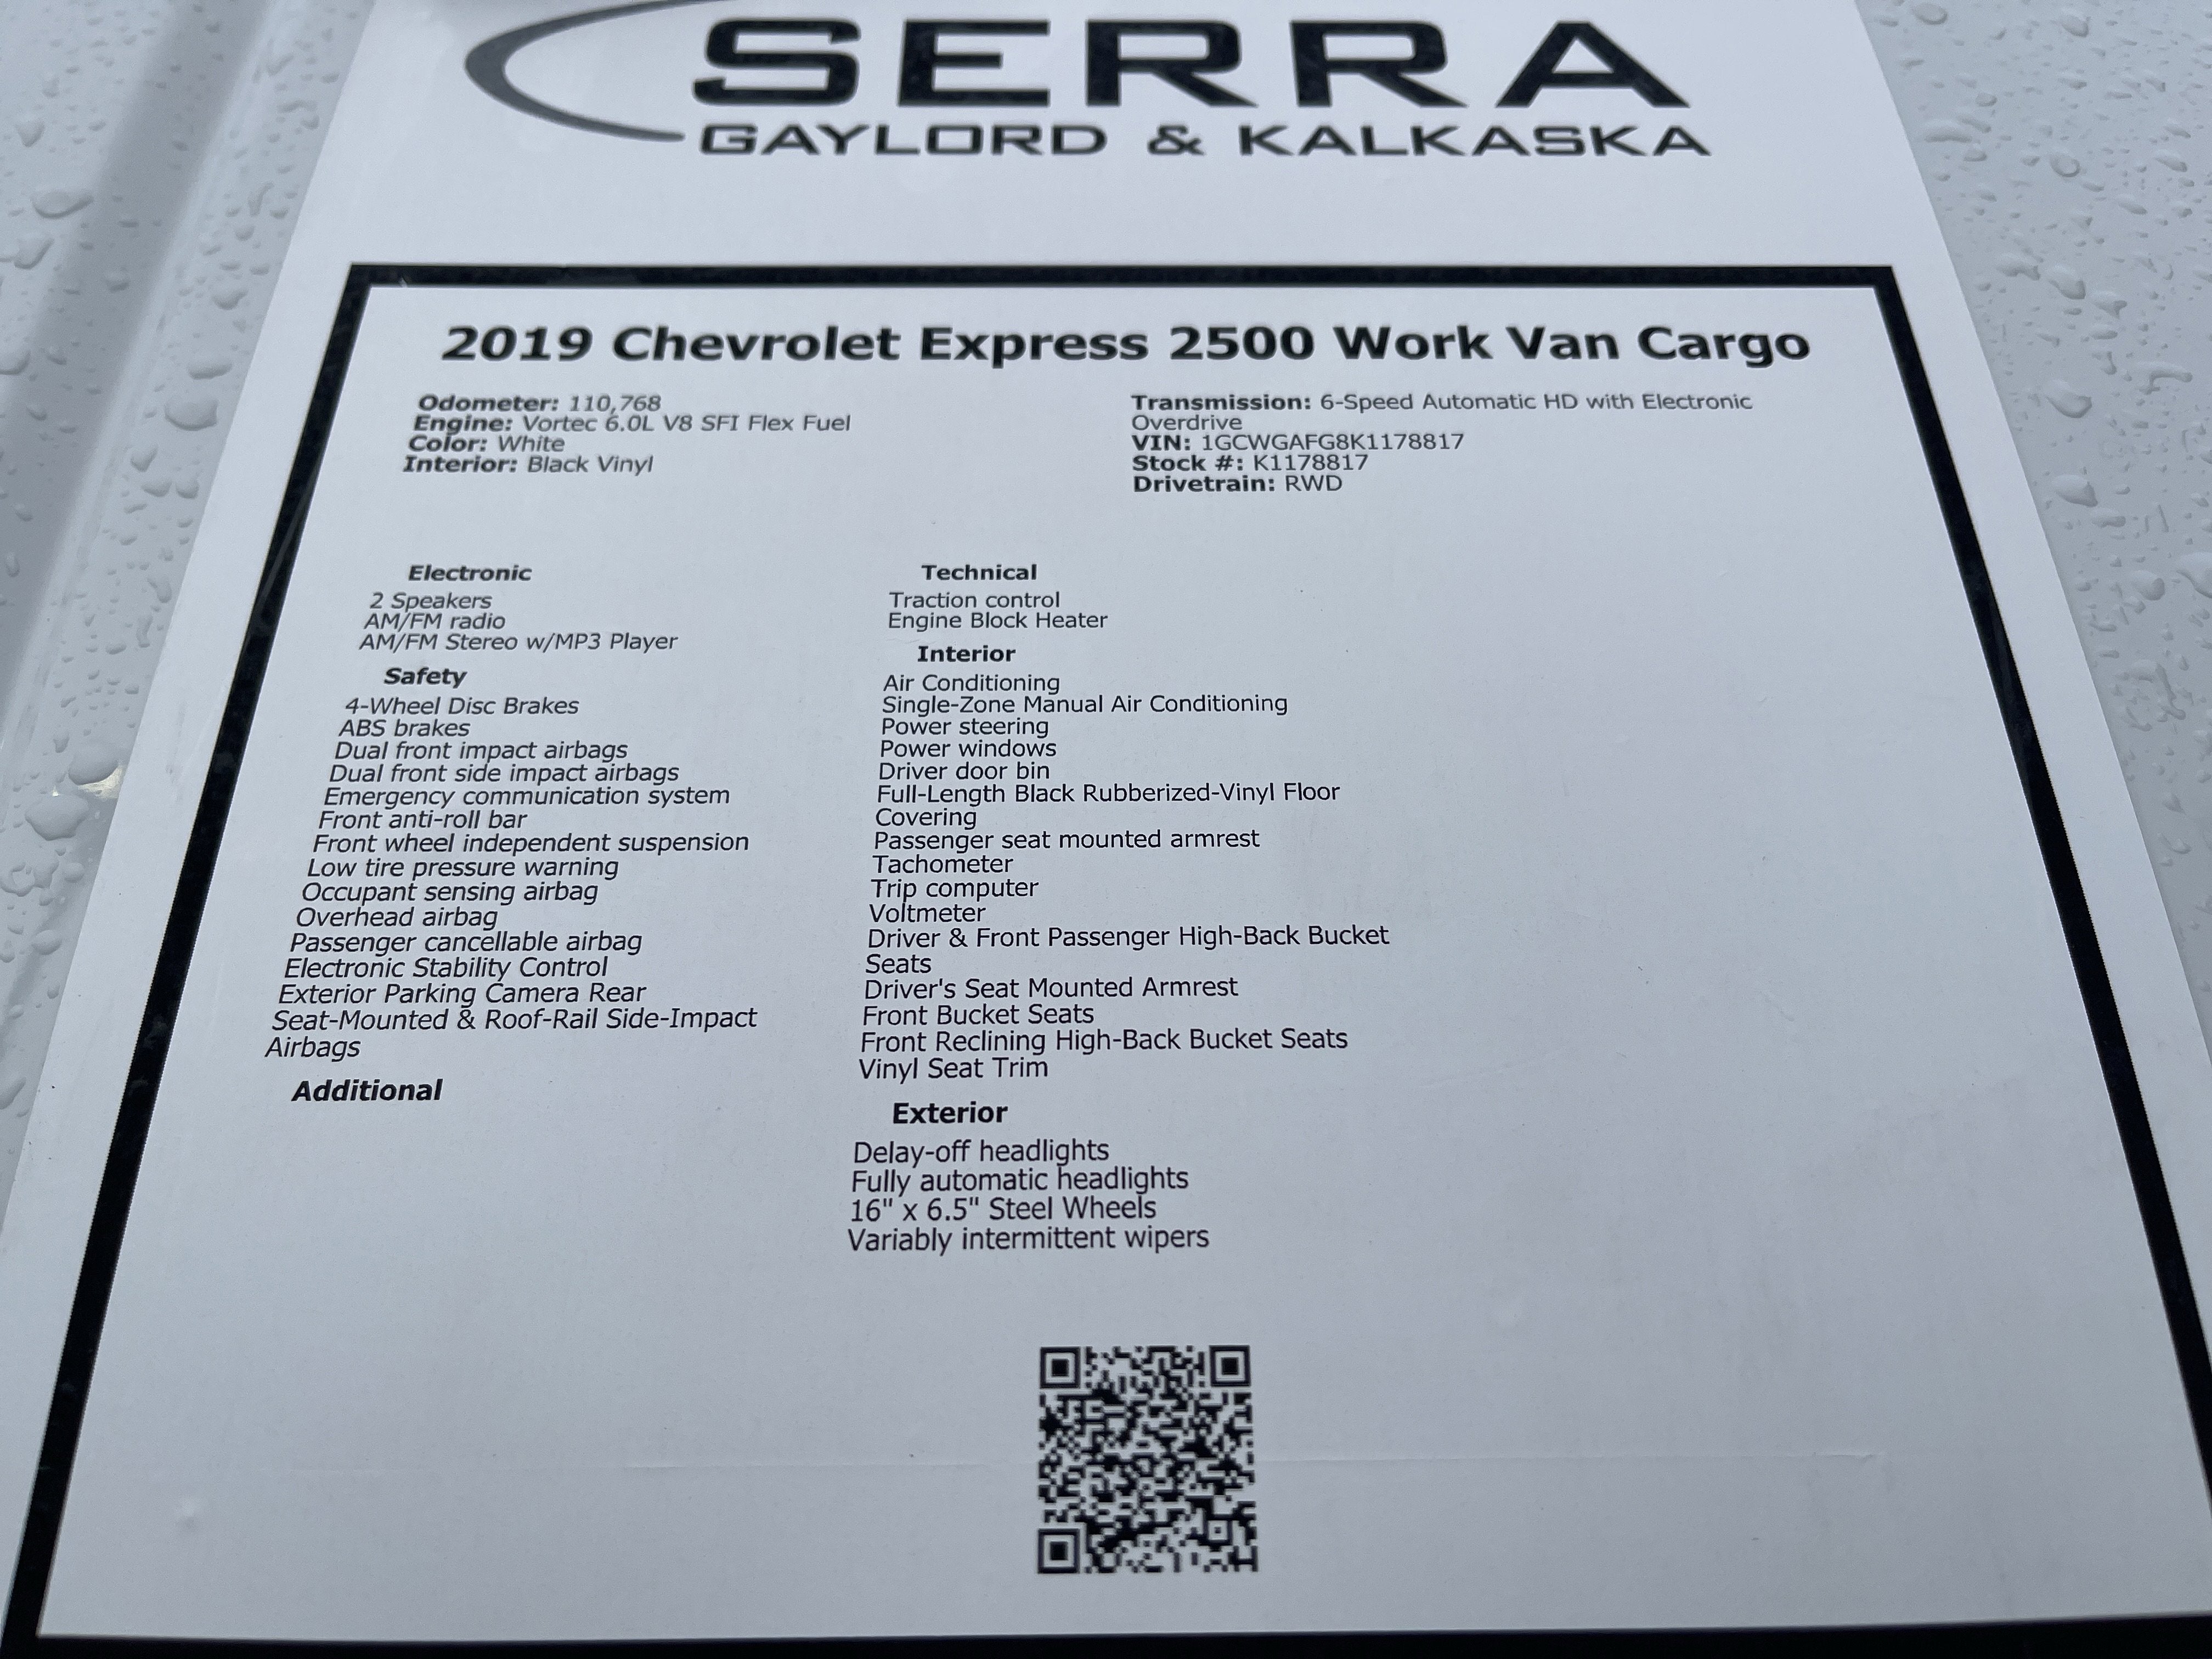 SERRA
GAYLORD & KALKASKA
2019 Chevrolet Express 2500 Work Van Cargo
Odometer: 110,768
Engine: Vortec 6.0L V8 SFI Flex Fuel
Color: White
Interior: Black Vinyl
Transmission: 6-Speed Automatic HD with Electronic
Overdrive
VIN: 1GCWGAFG8K1178817
Stock #: K1178817
Drivetrain: RWD
Electronic
2 Speakers
AM/FM radio
AM/FM Stereo w/MP3 Player
Safety
4-Wheel Disc Brakes
ABS brakes
Dual front impact airbags
Dual front side impact airbags
Emergency communication system
Front anti-roll bar
Front wheel independent suspension
Low tire pressure warning
Occupant sensing airbag
Overhead airbag
Passenger cancellable airbag
Electronic Stability Control
Exterior Parking Camera Rear
Seat-Mounted & Roof-Rail Side-Impact
Airbags
Additional
Technical
Traction control
Engine Block Heater
Interior
Air Conditioning
Single-Zone Manual Air Conditioning
Power steering
Power windows
Driver door bin
Full-Length Black Rubberized-Vinyl Floor
Covering
Passenger seat mounted armrest
Tachometer
Trip computer
Voltmeter
Driver & Front Passenger High-Back Bucket
Seats
Driver's Seat Mounted Armrest
Front Bucket Seats
Front Reclining High-Back Bucket Seats
Vinyl Seat Trim
Exterior
Delay-off headlights
Fully automatic headlights
16" x 6.5" Steel Wheels
Variably intermittent wipers